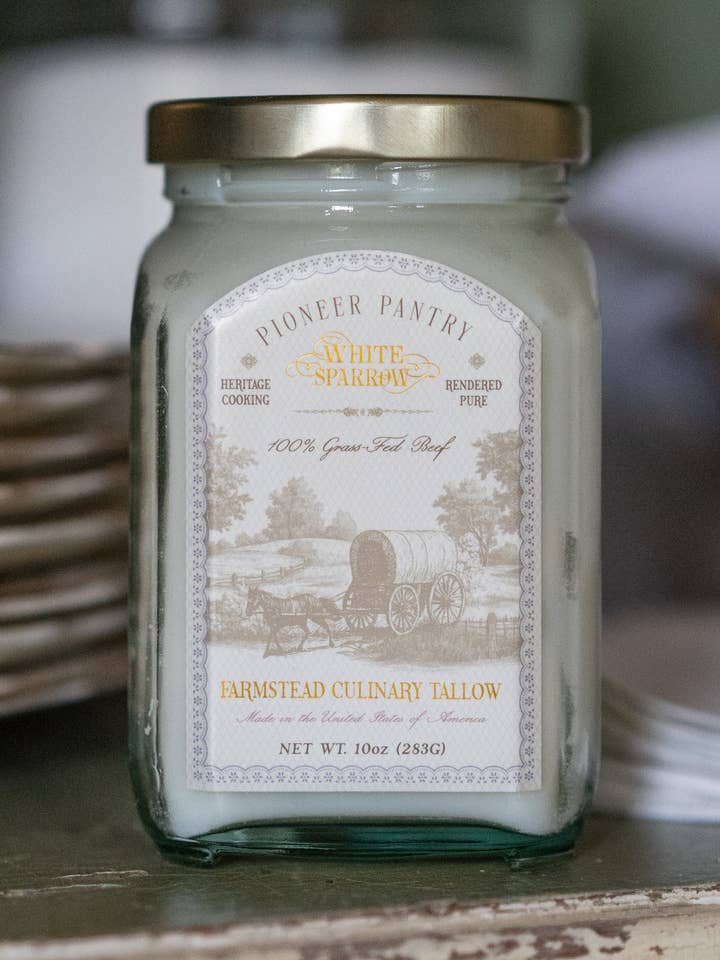 PIONEER PANTRY
WHITE
SPARROW
HERITAGE
COOKING
RENDERED
PURE
100% Grass-Fed Beef
FARMSTEAD CULINARY TALLOW
Made in the United States of America
NET WT. 10oz (283G)